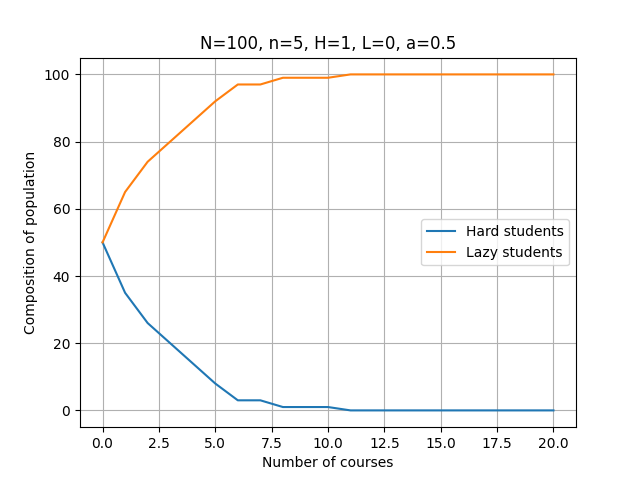 N=100, n=5, H=1, L=0, a=0.5
Composition of population
100
80
60
40
20
0
Hard students
Lazy students
0.0 2.5 5.0 7.5 10.0 12.5 15.0 17.5 20.0
Number of courses